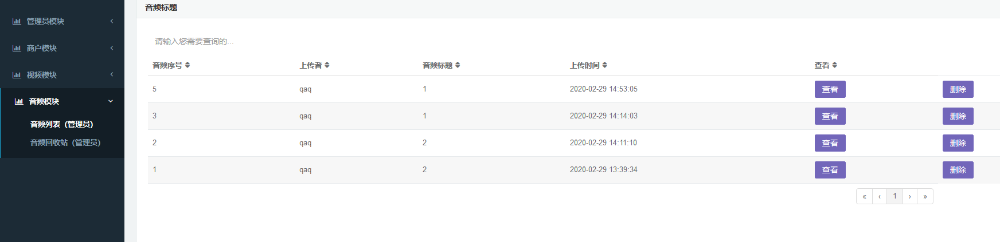 管理员模块
商户模块
视频模块
音频模块
音频列表（管理员）
音频回收站（管理员）
音频标题
请输入您需要查询的...
音频序号 上传者 音频标题 上传时间 查看
5 qaq 1 2020-02-29 14:53:05 查看 删除
3 qaq 1 2020-02-29 14:14:03 查看 删除
2 qaq 2 2020-02-29 14:11:10 查看 删除
1 qaq 2 2020-02-29 13:39:34 查看 删除
« ‹ 1 › »